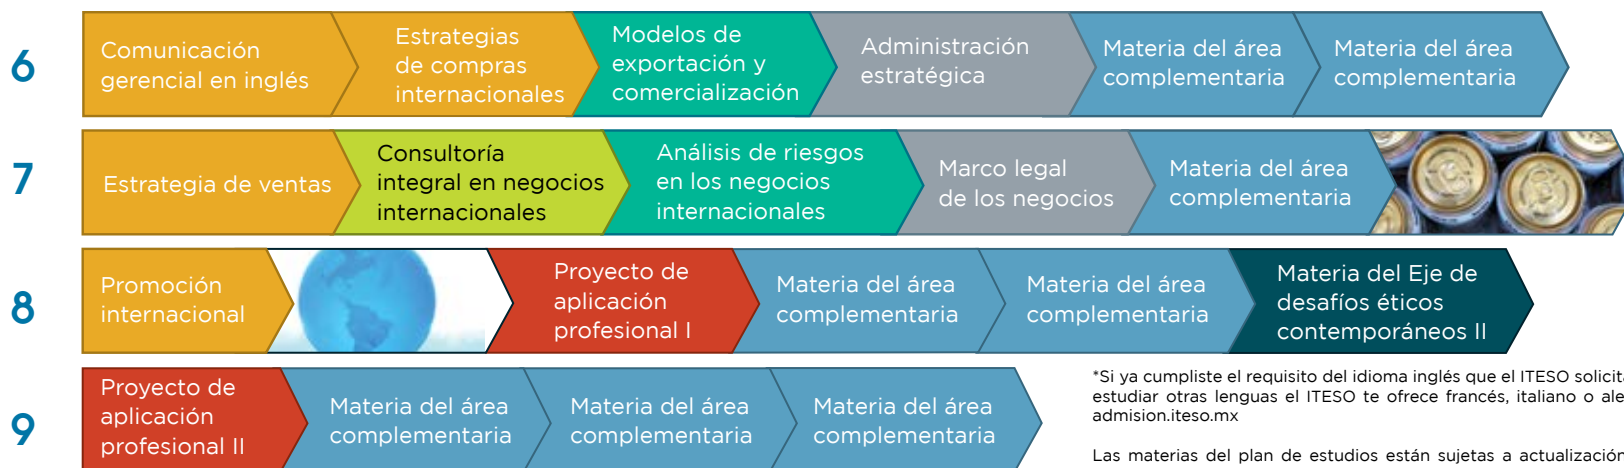 6
Comunicación
gerencial en inglés
Estrategias
de compras
internacionales
Modelos de
exportación y
comercialización
Administración
estratégica
Materia del área
complementaria
Materia del área
complementaria
7
Estrategia de ventas
Consultoría
integral en negocios
internacionales
Análisis de riesgos
en los negocios
internacionales
Marco legal
de los negocios
Materia del área
complementaria
8
Promoción
internacional
Proyecto de
aplicación
profesional I
Materia del área
complementaria
Materia del área
complementaria
Materia del Eje de
desafíos éticos
contemporáneos II
9
Proyecto de
aplicación
profesional II
Materia del área
complementaria
Materia del área
complementaria
Materia del área
complementaria
*Si ya cumpliste el requisito del idioma inglés que el ITESO solicita
estudiar otras lenguas el ITESO te ofrece francés, italiano o ale
admision.iteso.mx
Las materias del plan de estudios están sujetas a actualización